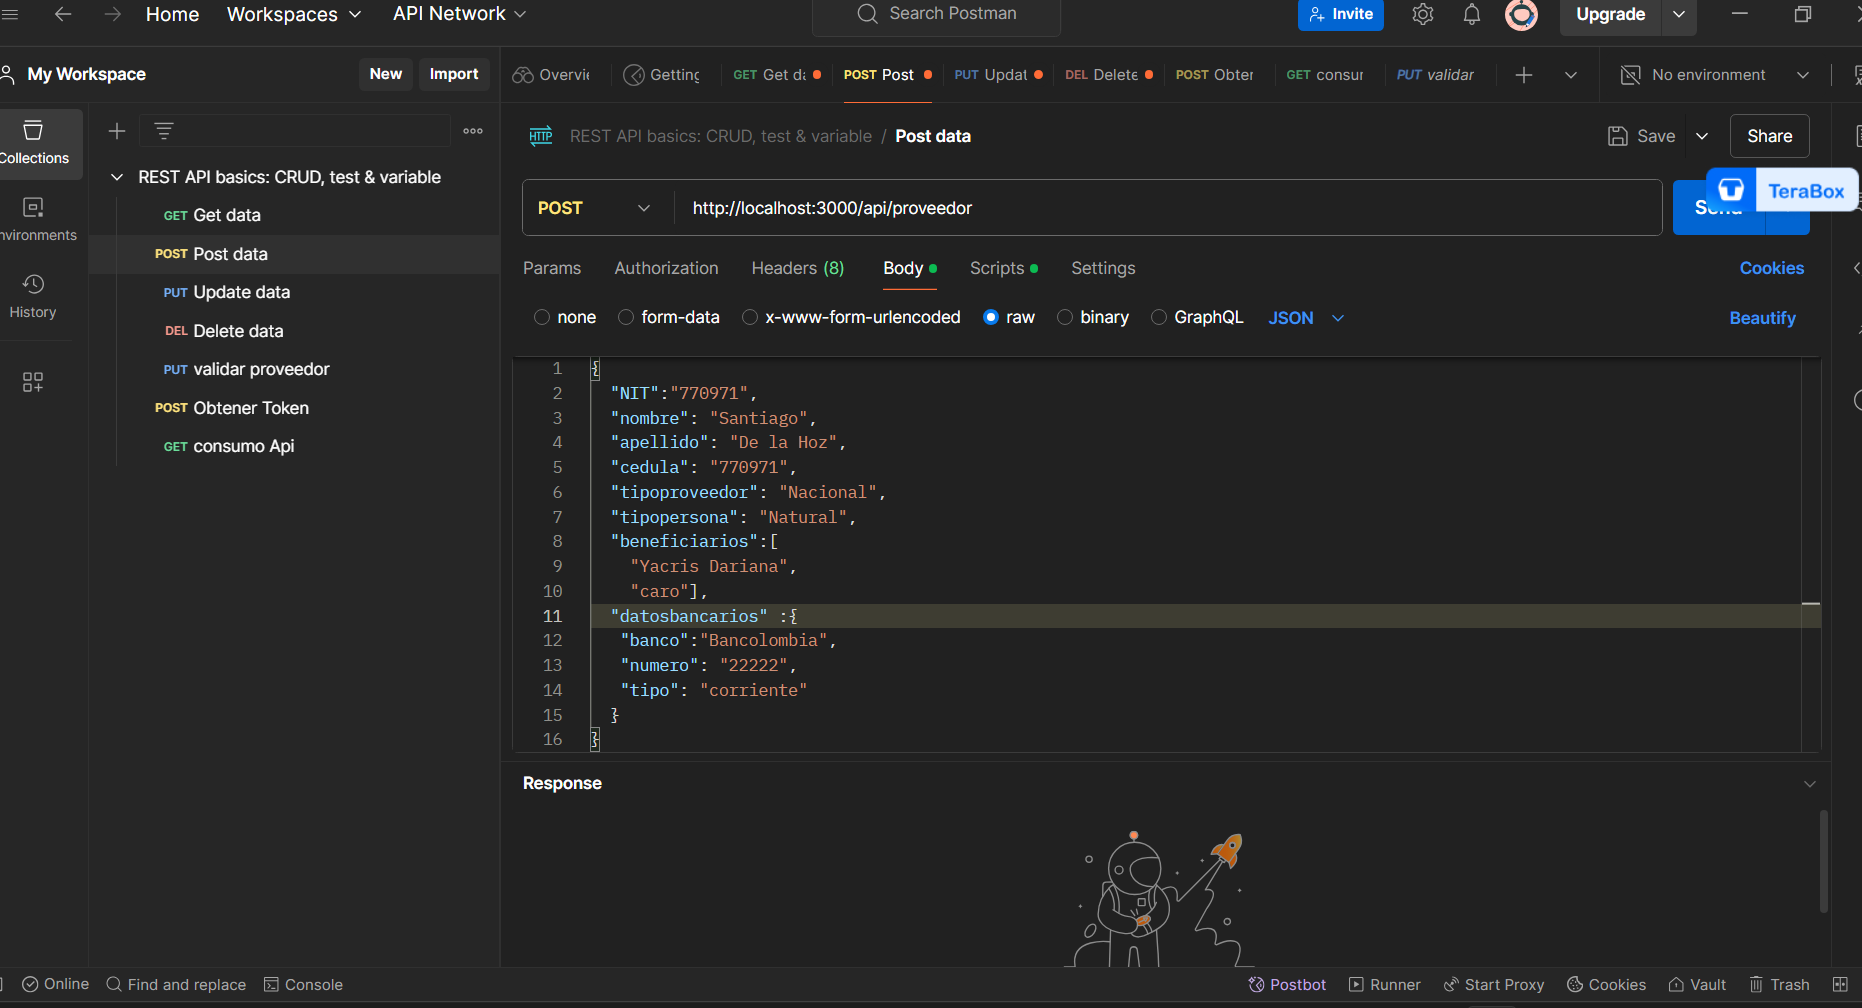 Home Workspaces API Network Search Postman Invite Upgrade
My Workspace New Import Overvie Getting GET Get da POST Post PUT Updat DEL Delete POST Obter GET consur PUT validar No environment
Collections
HTTP REST API basics: CRUD, test & variable / Post data Save Share
REST API basics: CRUD, test & variable
GET Get data
POST Post data
PUT Update data
DEL Delete data
PUT validar proveedor
POST Obtener Token
GET consumo Api
nvironments
History
POST http://localhost:3000/api/proveedor Send
TeraBox
Params Authorization Headers (8) Body Scripts Settings Cookies
none form-data x-www-form-urlencoded raw binary GraphQL JSON Beautify
1 {
2 "NIT":"770971",
3 "nombre": "Santiago",
4 "apellido": "De la Hoz",
5 "cedula": "770971",
6 "tipoproveedor": "Nacional",
7 "tipopersona": "Natural",
8 "beneficiarios":[
9 "Yacris Dariana",
10 "caro"],
11 "datosbancarios" :{
12 "banco":"Bancolombia",
13 "numero": "22222",
14 "tipo": "corriente"
15 }
16 }
Response
Online Find and replace Console Postbot Runner Start Proxy Cookies Vault Trash